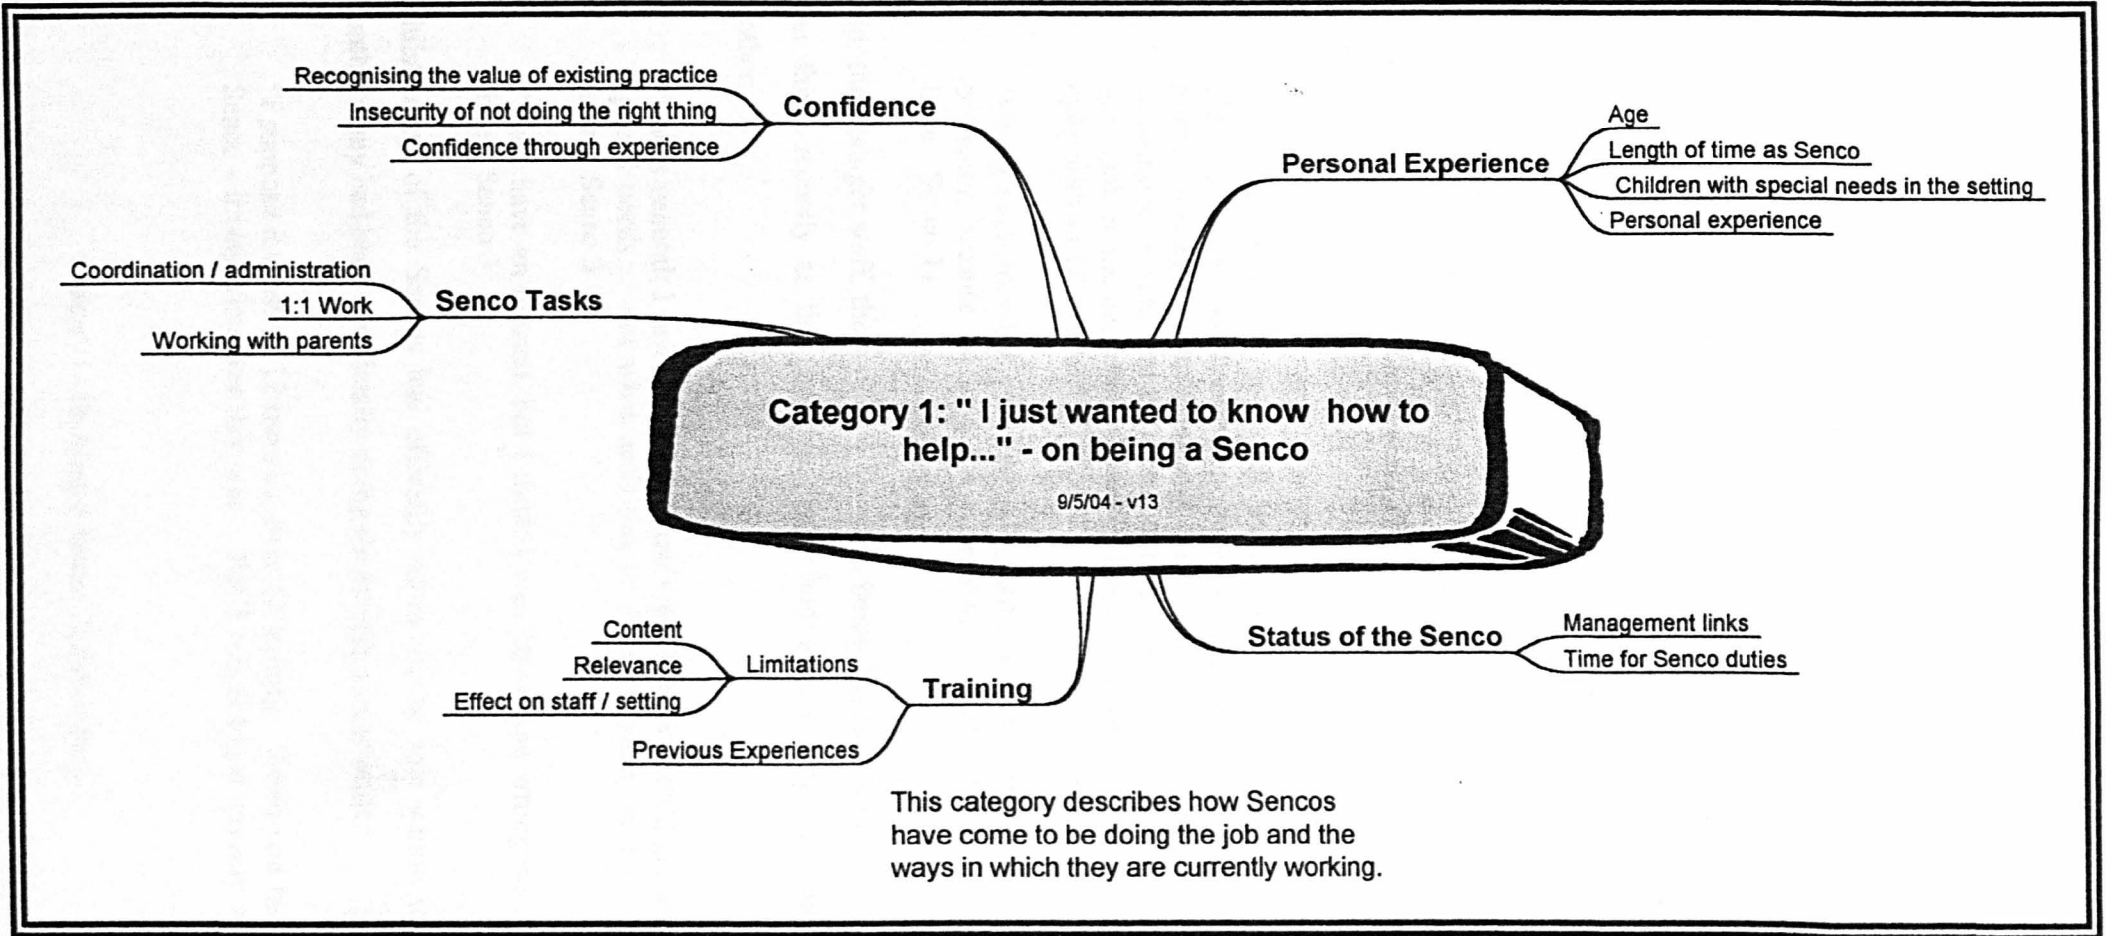 Recognising the value of existing practice
Insecurity of not doing the right thing
Confidence through experience
Confidence
Personal Experience
Age
Length of time as Senco
Children with special needs in the setting
Personal experience
Coordination / administration
1:1 Work
Working with parents
Senco Tasks
Category 1: " I just wanted to know how to
help..." - on being a Senco
9/5/04 - v13
Content
Relevance
Effect on staff / setting
Limitations
Previous Experiences
Training
Status of the Senco
Management links
Time for Senco duties
This category describes how Sencos
have come to be doing the job and the
ways in which they are currently working.